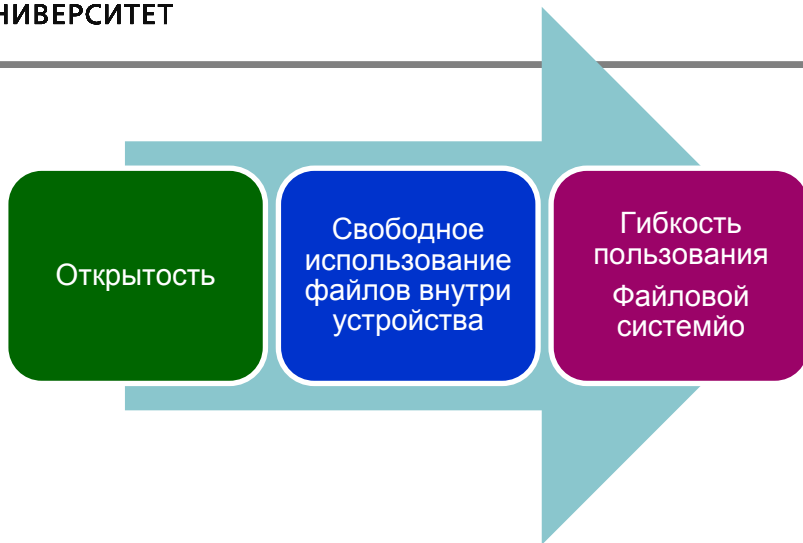 НИВЕРСИТЕТ
Открытость
Свободное
использование
файлов внутри
устройства
Гибкость
пользования
Файловой
системйо